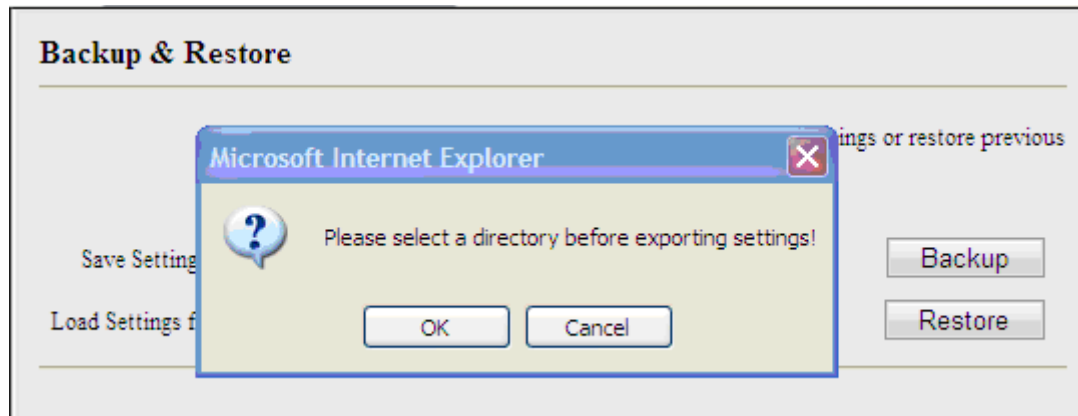 Backup & Restore
ings or restore previous
Microsoft Internet Explorer
Please select a directory before exporting settings!
Save Setting
Backup
Load Settings f
Restore
OK
Cancel